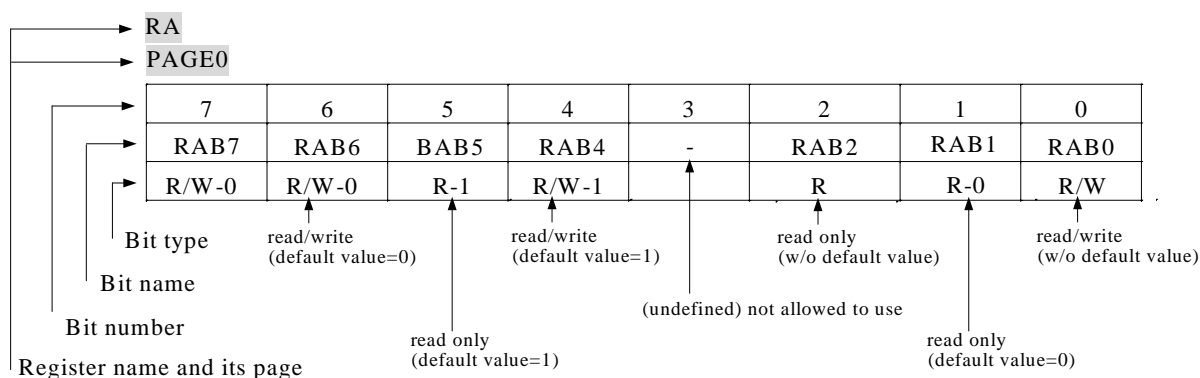 RA
PAGE0
7 6 5 4 3 2 1 0
RAB7 RAB6 BAB5 RAB4 - RAB2 RAB1 RAB0
R/W-0 R/W-0 R-1 R/W-1 R R-0 R/W
Bit type
read/write
(default value=0)
read/write
(default value=1)
read only
(w/o default value)
read/write
(w/o default value)
Bit name
(undefined) not allowed to use
Bit number
read only
(default value=1)
read only
(default value=0)
Register name and its page